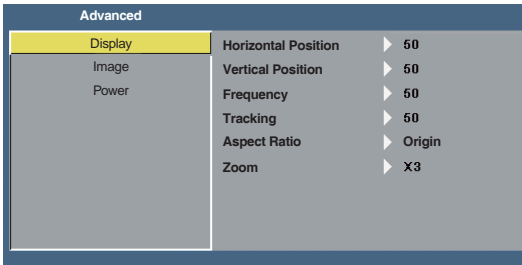 Advanced
Display
Image
Power
Horizontal Position 50
Vertical Position 50
Frequency 50
Tracking 50
Aspect Ratio Origin
Zoom X3